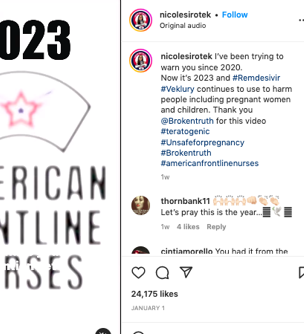 023
ERICAN
NTLINE
RSES
nicolesirotek • Follow
Original audio
nicolesirotek I've been trying to
warn you since 2020.
Now it's 2023 and #Remdesivir
#Veklury continues to use to harm
people including pregnant women
and children. Thank you
@Brokentruth for this video
#teratogenic
#Unsafeforpregnancy
#Brokentruth
#americanfrontlinenurses
1w
thornbank11
Let's pray this is the year...
1w 4 likes Reply
cintiamorello You had it from the
24,175 likes
JANUARY 1